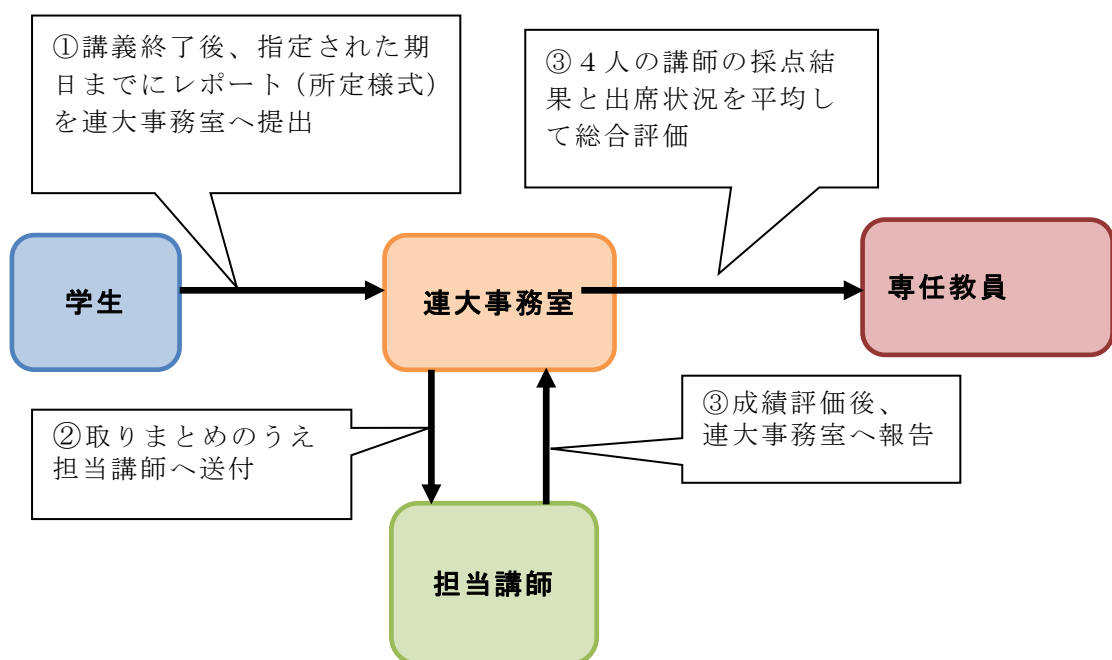 ①講義終了後、指定された期
日までにレポート（所定様式）
を連大事務室へ提出
③４人の講師の採点結
果と出席状況を平均し
て総合評価
学生
連大事務室
専任教員
②取りまとめのうえ
担当講師へ送付
③成績評価後、
連大事務室へ報告
担当講師